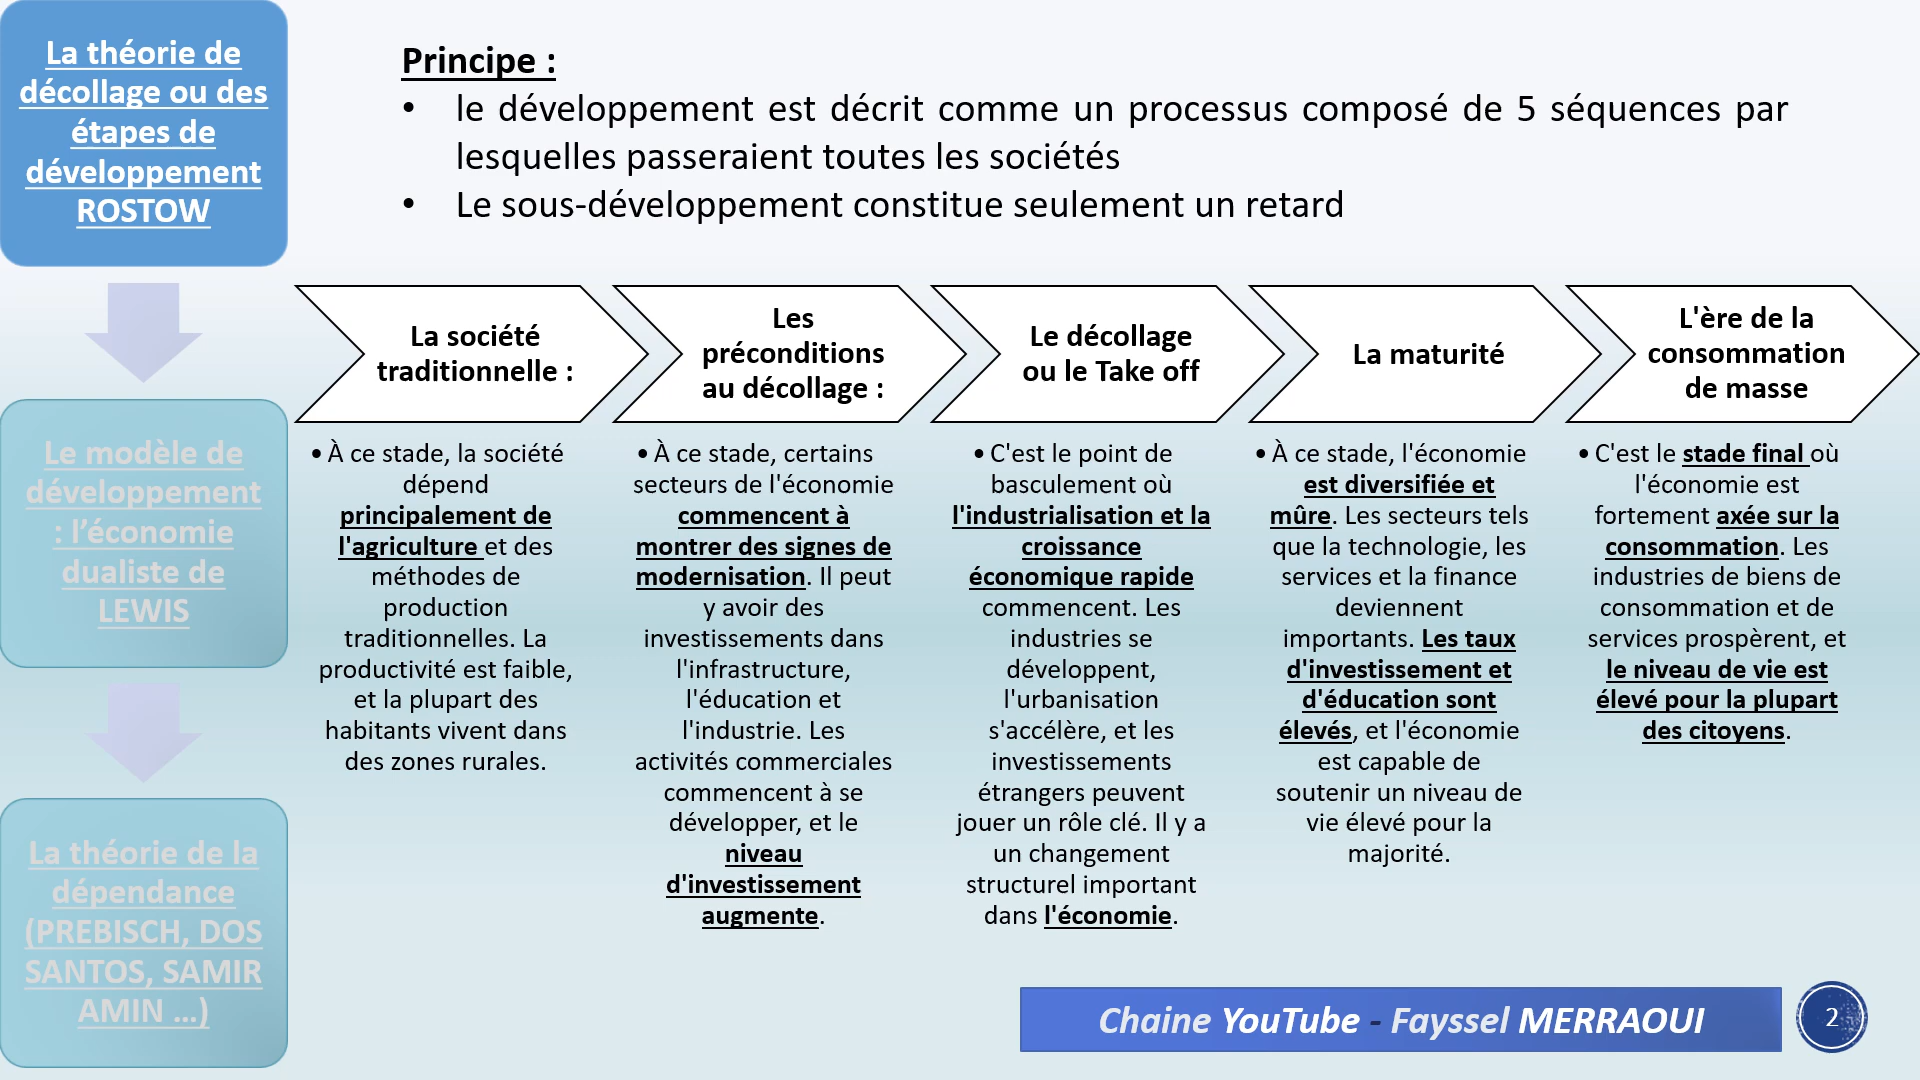 La théorie de
décollage ou des
étapes de
développement
ROSTOW
Le modèle de
développement
: l’économie
dualiste de
LEWIS
La théorie de la
dépendance
(PREBISCH, DOS
SANTOS, SAMIR
AMIN …)
Principe :
• le développement est décrit comme un processus composé de 5 séquences par
lesquelles passeraient toutes les sociétés
• Le sous-développement constitue seulement un retard
La société
traditionnelle :
• À ce stade, la société
dépend
principalement de
l'agriculture et des
méthodes de
production
traditionnelles. La
productivité est faible,
et la plupart des
habitants vivent dans
des zones rurales.
Les
préconditions
au décollage :
• À ce stade, certains
secteurs de l'économie
commencent à
montrer des signes de
modernisation. Il peut
y avoir des
investissements dans
l'infrastructure,
l'éducation et
l'industrie. Les
activités commerciales
commencent à se
développer, et le
niveau
d'investissement
augmente.
Le décollage
ou le Take off
• C'est le point de
basculement où
l'industrialisation et la
croissance
économique rapide
commencent. Les
industries se
développent,
l'urbanisation
s'accélère, et les
investissements
étrangers peuvent
jouer un rôle clé. Il y a
un changement
structurel important
dans l'économie.
La maturité
• À ce stade, l'économie
est diversifiée et
mûre. Les secteurs tels
que la technologie, les
services et la finance
deviennent
importants. Les taux
d'investissement et
d'éducation sont
élevés, et l'économie
est capable de
soutenir un niveau de
vie élevé pour la
majorité.
L'ère de la
consommation
de masse
• C'est le stade final où
l'économie est
fortement axée sur la
consommation. Les
industries de biens de
consommation et de
services prospèrent, et
le niveau de vie est
élevé pour la plupart
des citoyens.
Chaine YouTube - Fayssel MERRAOUI
2